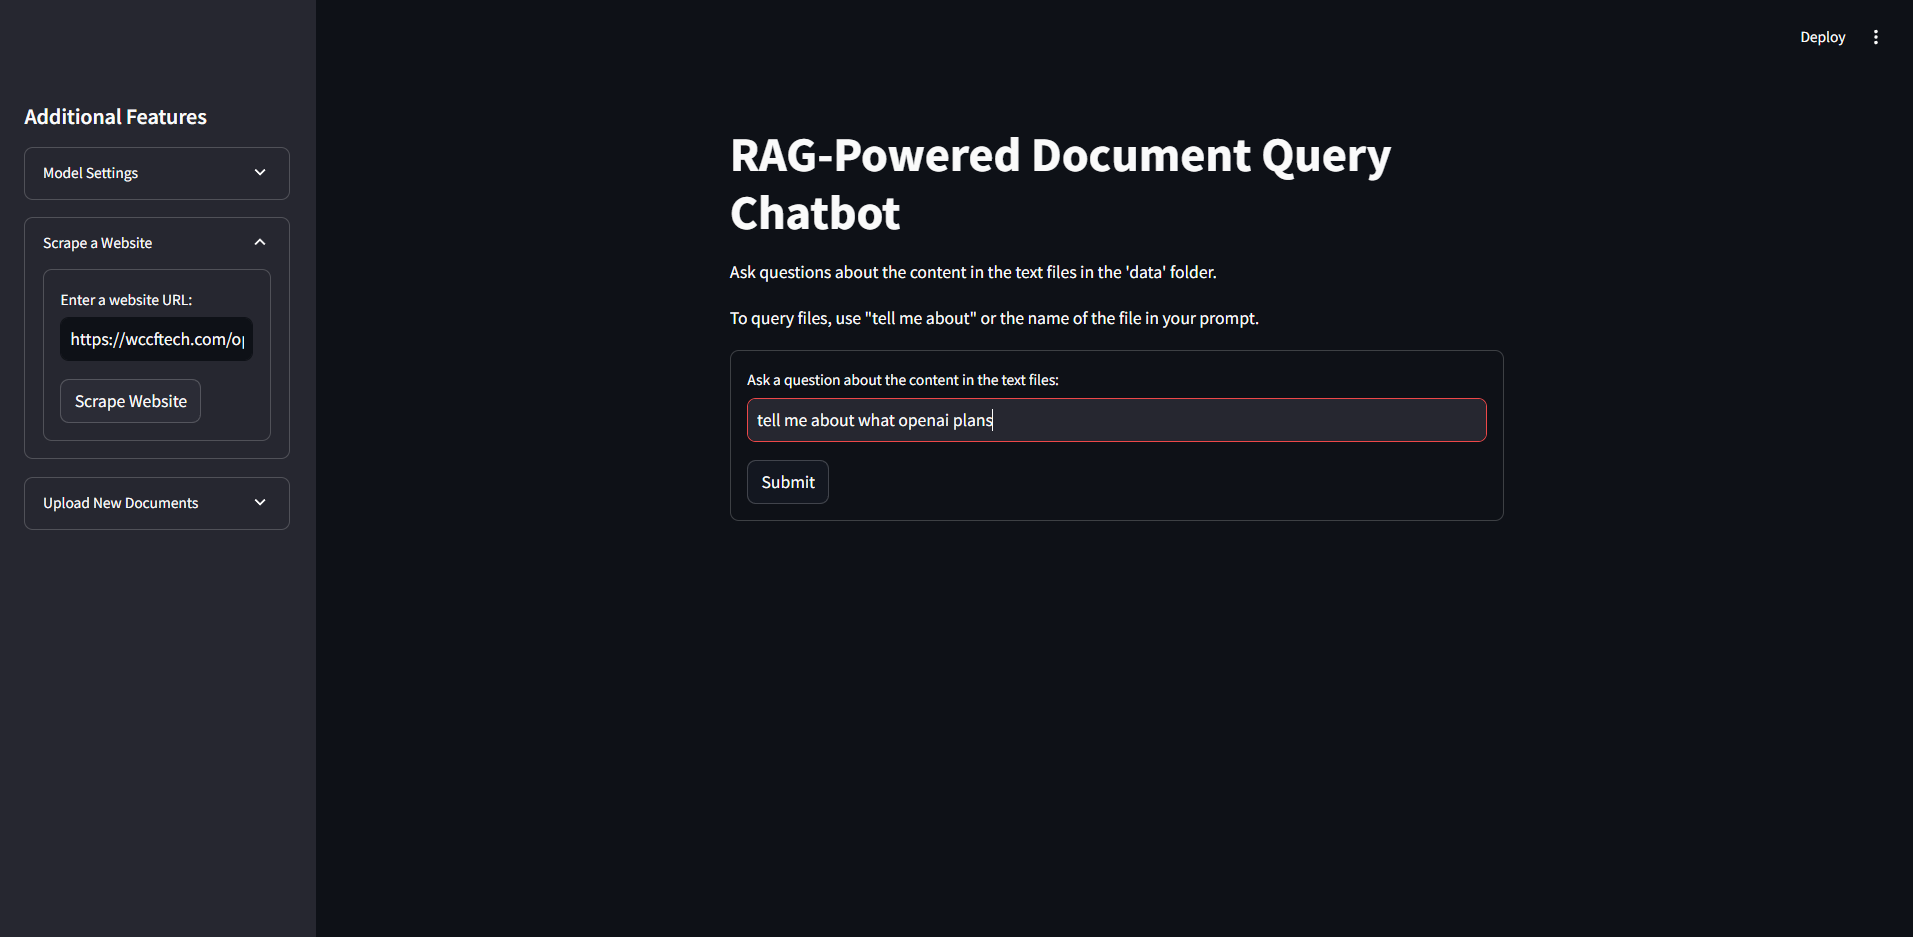 Deploy
Additional Features
Model Settings
Scrape a Website
Enter a website URL:
https://wccftech.com/op
Scrape Website
Upload New Documents
RAG-Powered Document Query
Chatbot
Ask questions about the content in the text files in the 'data' folder.
To query files, use "tell me about" or the name of the file in your prompt.
Ask a question about the content in the text files:
tell me about what openai plans
Submit